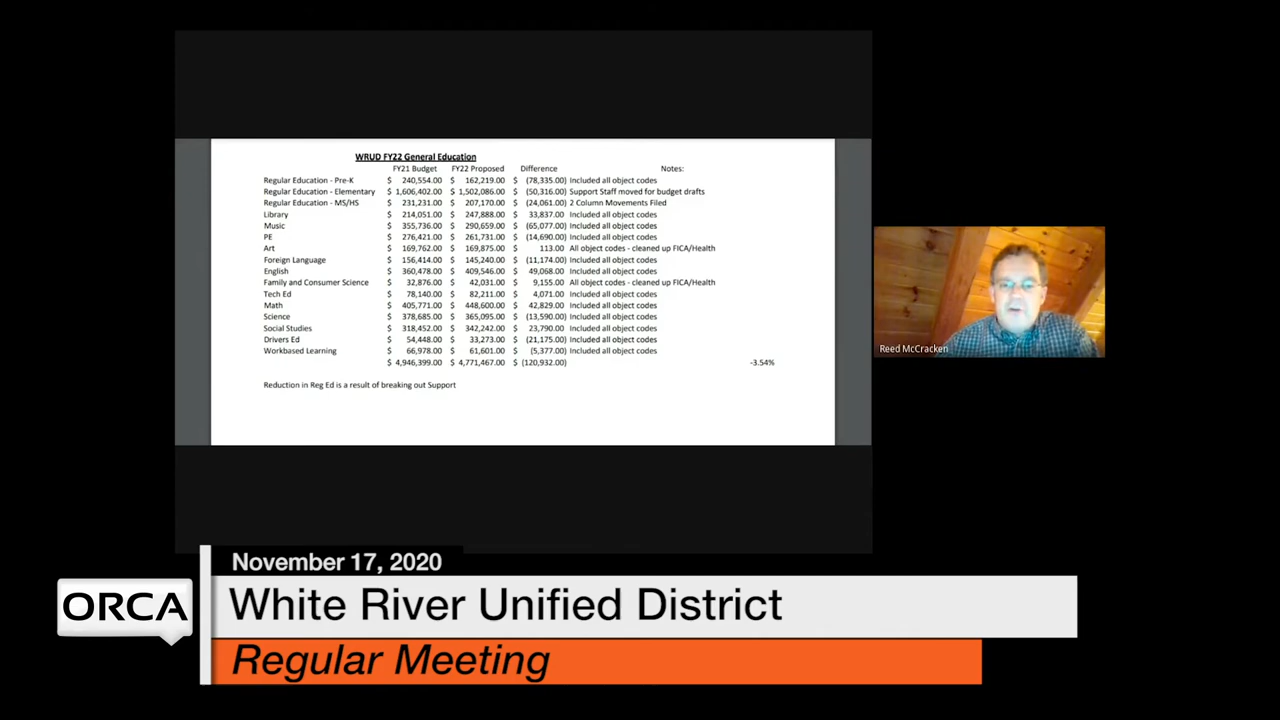 WRUD FY22 General Education
FY21 Budget FY22 Proposed Difference Notes:
Regular Education - Pre-K $ 240,554.00 $ 162,219.00 $ (78,335.00) Included all object codes
Regular Education - Elementary $ 1,606,402.00 $ 1,502,086.00 $ (50,316.00) Support Staff moved for budget drafts
Regular Education - MS/HS $ 231,231.00 $ 207,170.00 $ (24,061.00) 2 Column Movements Filed
Library $ 214,051.00 $ 247,888.00 $ 33,837.00 Included all object codes
Music $ 355,736.00 $ 290,659.00 $ (65,077.00) Included all object codes
PE $ 276,421.00 $ 261,731.00 $ (14,690.00) Included all object codes
Art $ 169,762.00 $ 169,875.00 $ 113.00 All object codes - cleaned up FICA/Health
Foreign Language $ 156,414.00 $ 145,240.00 $ (11,174.00) Included all object codes
English $ 360,478.00 $ 409,546.00 $ 49,068.00 Included all object codes
Family and Consumer Science $ 32,876.00 $ 42,031.00 $ 9,155.00 All object codes - cleaned up FICA/Health
Tech Ed $ 78,140.00 $ 82,211.00 $ 4,071.00 Included all object codes
Math $ 405,771.00 $ 448,600.00 $ 42,829.00 Included all object codes
Science $ 378,685.00 $ 365,095.00 $ (13,590.00) Included all object codes
Social Studies $ 318,452.00 $ 342,242.00 $ 23,790.00 Included all object codes
Drivers Ed $ 54,448.00 $ 33,273.00 $ (21,175.00) Included all object codes
Workbased Learning $ 66,978.00 $ 61,601.00 $ (5,377.00) Included all object codes
$ 4,946,399.00 $ 4,771,467.00 $ (120,932.00) -3.54%
Reduction in Reg Ed is a result of breaking out Support
Reed McCracken
November 17, 2020
ORCA
White River Unified District
Regular Meeting